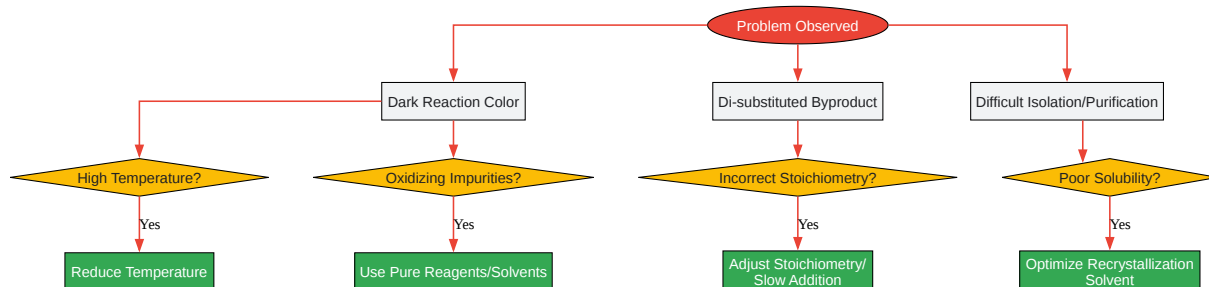 Problem Observed
Dark Reaction Color
Di-substituted Byproduct
Difficult Isolation/Purification
High Temperature?
Oxidizing Impurities?
Incorrect Stoichiometry?
Poor Solubility?
Yes
Yes
Yes
Yes
Reduce Temperature
Use Pure Reagents/Solvents
Adjust Stoichiometry/
Slow Addition
Optimize Recrystallization
Solvent